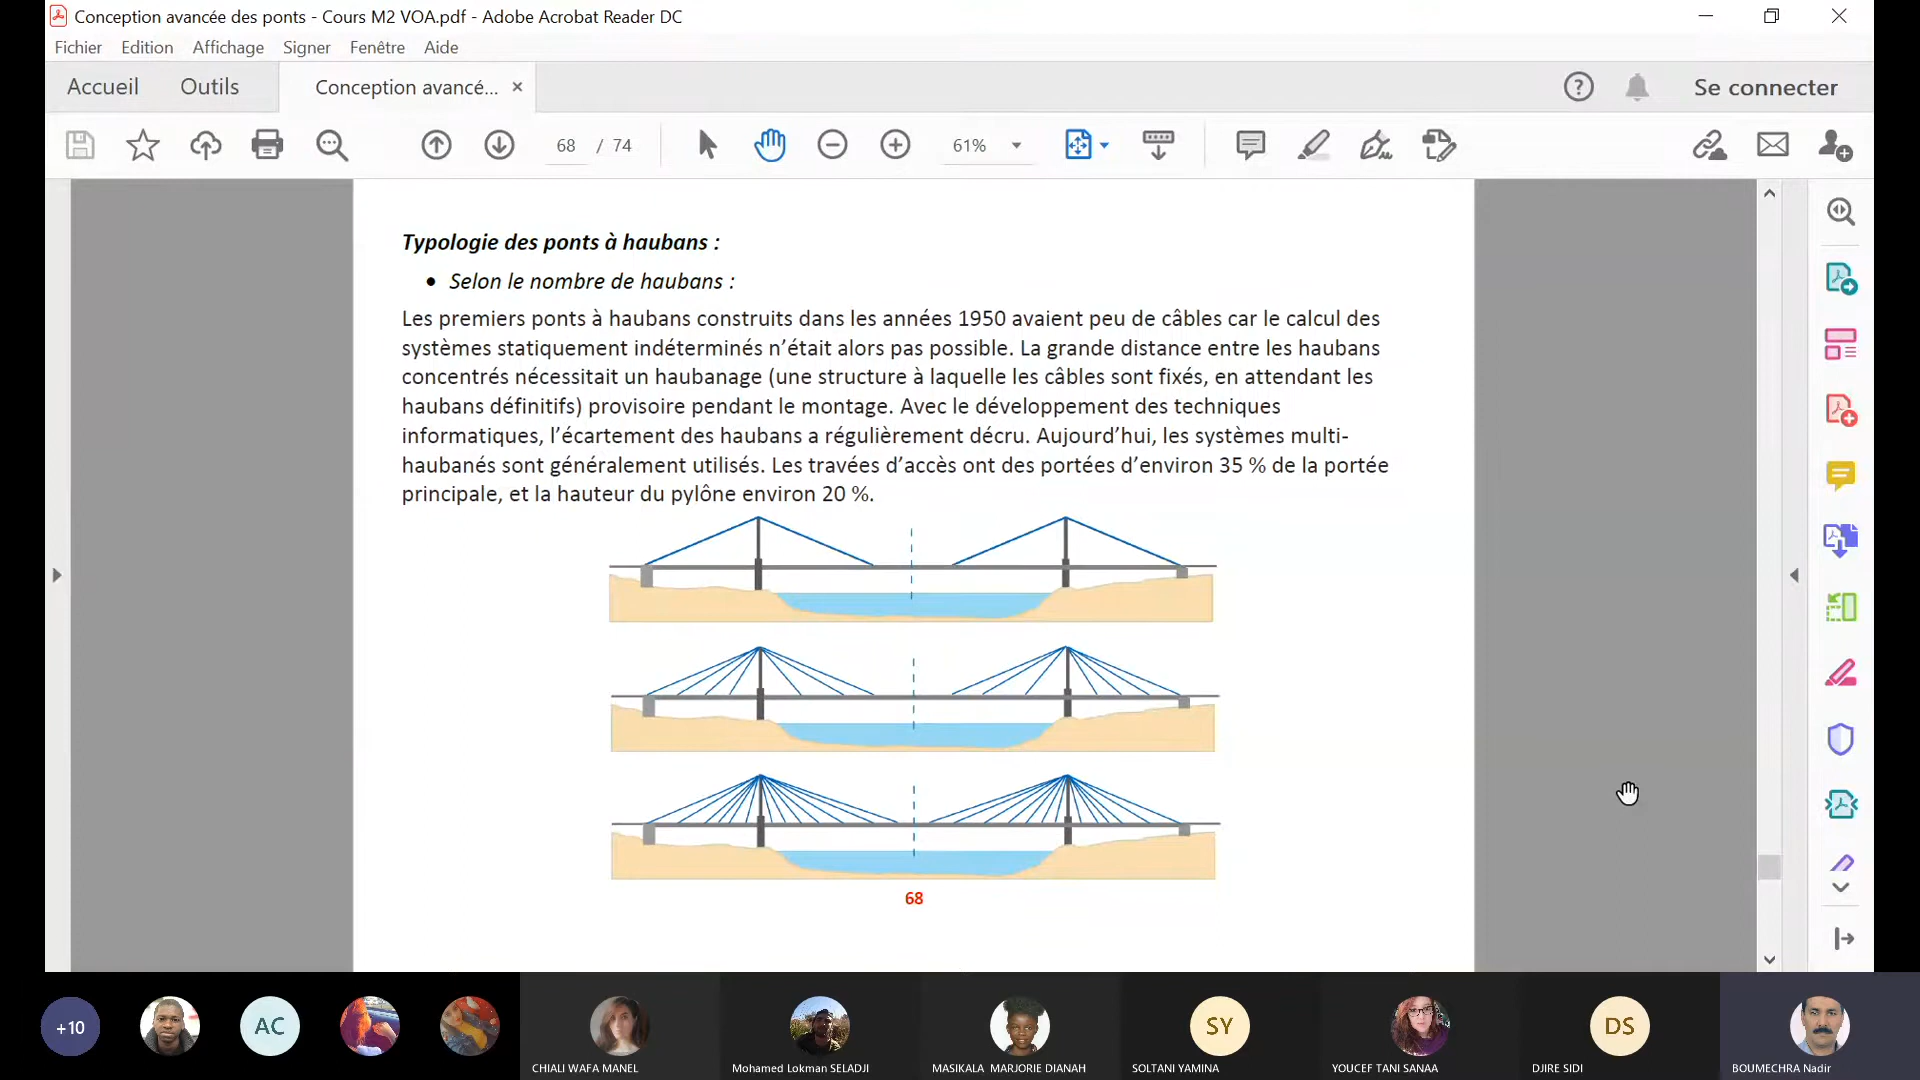 Conception avancée des ponts - Cours M2 VOA.pdf - Adobe Acrobat Reader DC
Fichier Edition Affichage Signer Fenêtre Aide
Accueil Outils Conception avancé... × Se connecter
68 / 74 61%
Typologie des ponts à haubans :
• Selon le nombre de haubans :
Les premiers ponts à haubans construits dans les années 1950 avaient peu de câbles car le calcul des
systèmes statiquement indéterminés n’était alors pas possible. La grande distance entre les haubans
concentrés nécessitait un haubanage (une structure à laquelle les câbles sont fixés, en attendant les
haubans définitifs) provisoire pendant le montage. Avec le développement des techniques
informatiques, l’écartement des haubans a régulièrement décru. Aujourd’hui, les systèmes multi-
haubanés sont généralement utilisés. Les travées d’accès ont des portées d’environ 35 % de la portée
principale, et la hauteur du pylône environ 20 %.
68
+10 AC SY DS
CHIALI WAFA MANEL Mohamed Lokman SELADJI MASIKALA MARJORIE DIANAH SOLTANI YAMINA YOUCEF TANI SANAA DJIRE SIDI BOUMECHRA Nadir